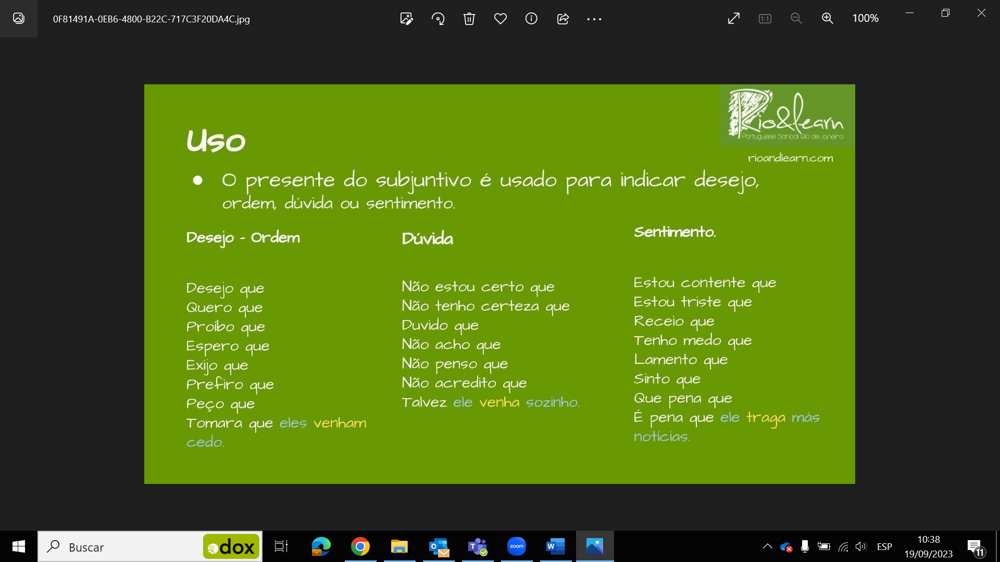 0F81491A-0EB6-4800-B22C-717C3F20DA4C.jpg
1:1
100%
Rio&learn
Portuguese School Rio de Janeiro
rioandlearn.com
Uso
● O presente do subjuntivo é usado para indicar desejo,
ordem, dúvida ou sentimento.
Desejo - Ordem
Desejo que
Quero que
Proíbo que
Espero que
Exijo que
Prefiro que
Peço que
Tomara que eles venham
cedo.
Dúvida
Não estou certo que
Não tenho certeza que
Duvido que
Não acho que
Não penso que
Não acredito que
Talvez ele venha sozinho.
Sentimento.
Estou contente que
Estou triste que
Receio que
Tenho medo que
Lamento que
Sinto que
Que pena que
É pena que ele traga más
notícias.
Buscar
dox
O
T
zoom
W
ESP
10:38
19/09/2023
11